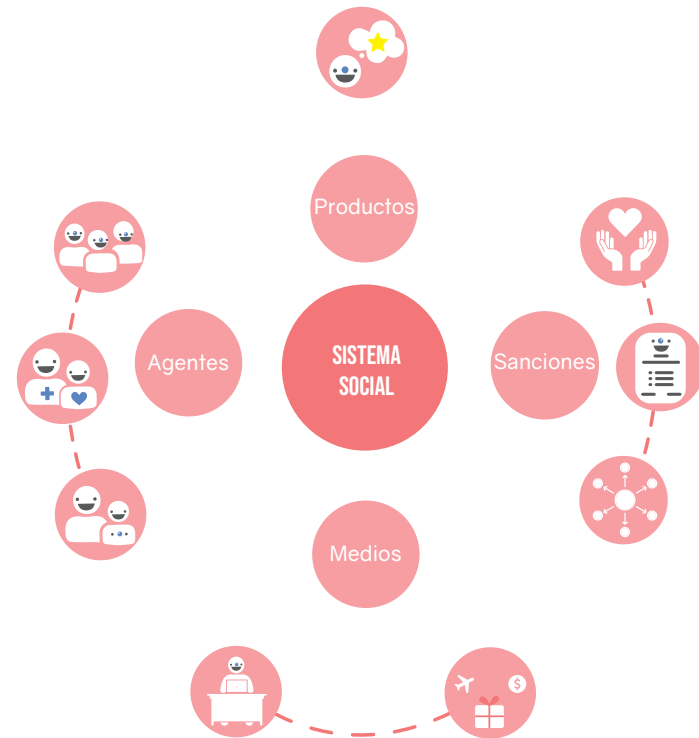 Productos
Agentes
SISTEMA
SOCIAL
Sanciones
Medios
$